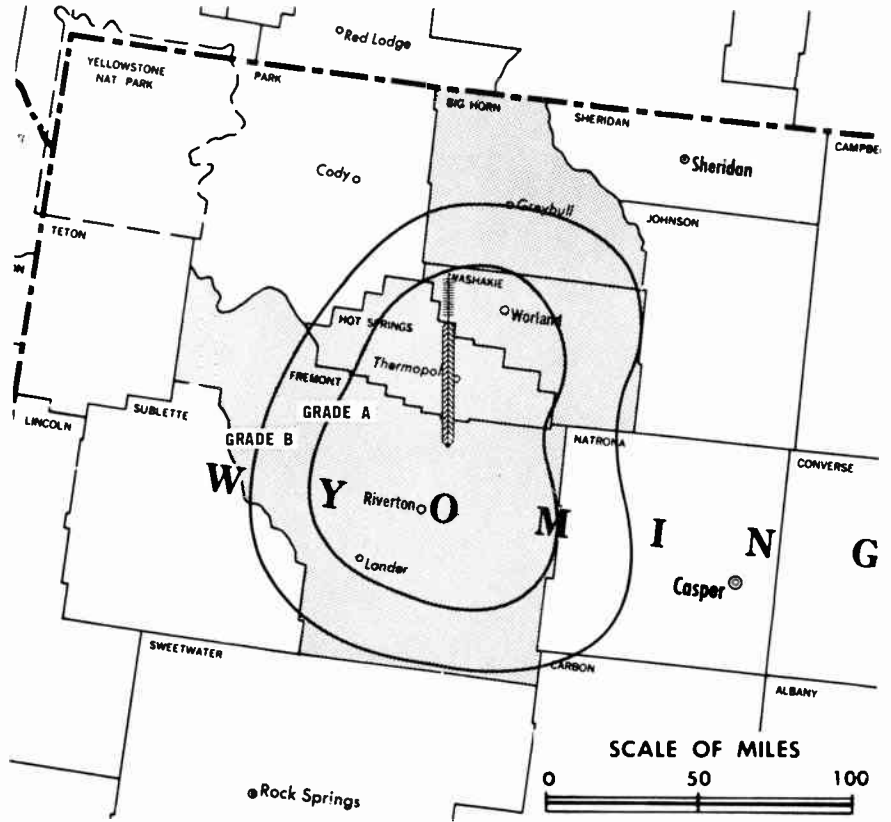 Red Lodge
YELLOWSTONE
NAT PARK
PARK
BIG HORN
SHERIDAN
CAMPBE
Sheridan
Cody
Greybull
JOHNSON
TETON
ON
WASHAKIE
HOT SPRINGS
Worland
Thermopol
FREMONT
GRADE A
SUBLETTE
LINCOLN
GRADE B
NATRONA
CONVERSE
W Y O M I N G
Riverton
Lander
Casper
SWEETWATER
CARBON
ALBANY
SCALE OF MILES
0 50 100
Rock Springs